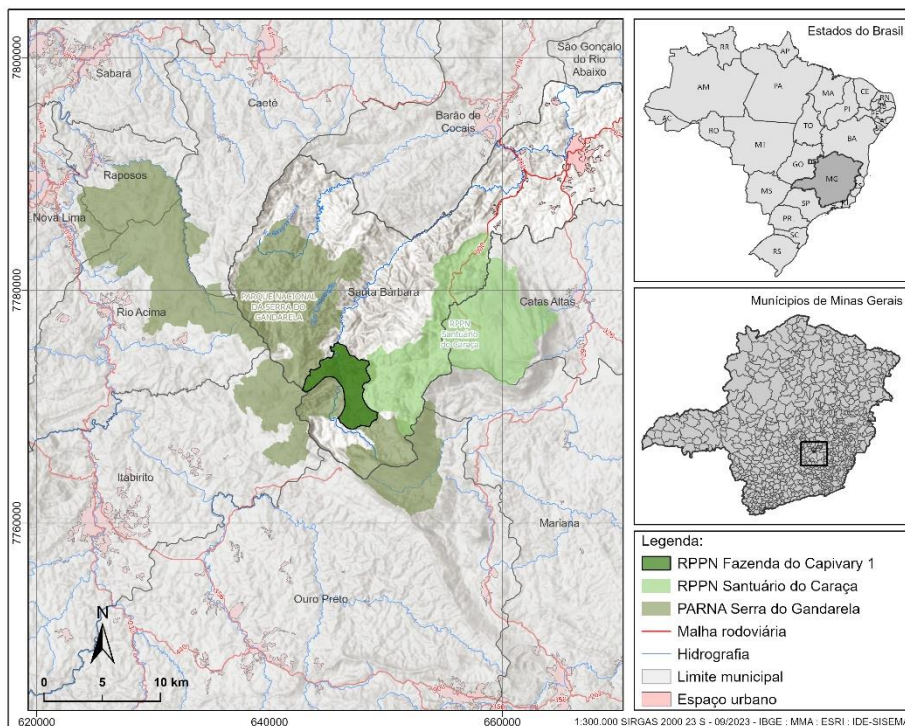 7800000
7780000
7760000
620000
640000
660000
Sabará
Caeté
São Gonçalo
do Rio
Abaixo
Barão de
Cocais
Raposos
Nova Lima
Rio Acima
PARQUE NACIONAL
DA SERRA DO
GANDARELA
Santa Bárbara
Catas Altas
RPPN
Santuário
do Caraça
Itabirito
Mariana
Ouro Preto
N
0 5 10 km
Estados do Brasil
RR
AP
AM
PA
MA
CE
RN
PI
AC
RO
TO
BA
MT
GO
MG
ES
MS
SP
RJ
PR
SC
RS
Munícipios de Minas Gerais
Legenda:
RPPN Fazenda do Capivary 1
RPPN Santuário do Caraça
PARNA Serra do Gandarela
Malha rodoviária
Hidrografia
Limite municipal
Espaço urbano
1:300.000 SIRGAS 2000 23 S - 09/2023 - IBGE : MMA : ESRI : IDE-SISEMA